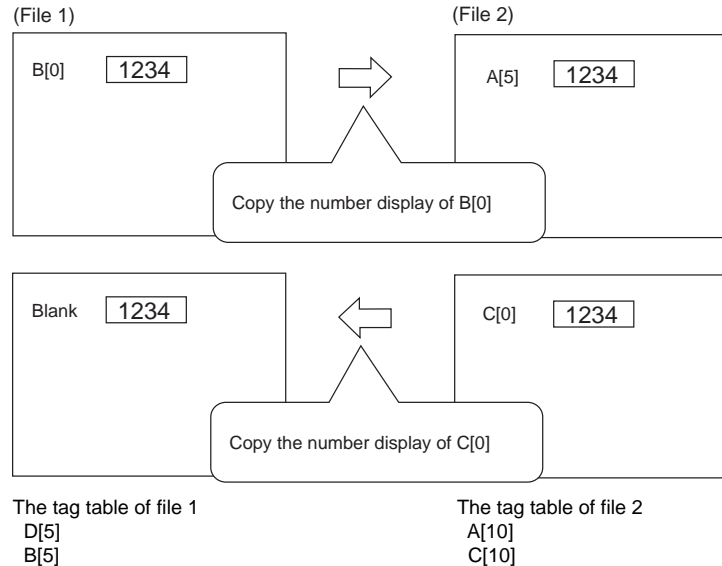 (File 1)
(File 2)
B[0]
1234
A[5]
1234
Copy the number display of B[0]
Blank
1234
C[0]
1234
Copy the number display of C[0]
The tag table of file 1
D[5]
B[5]
The tag table of file 2
A[10]
C[10]